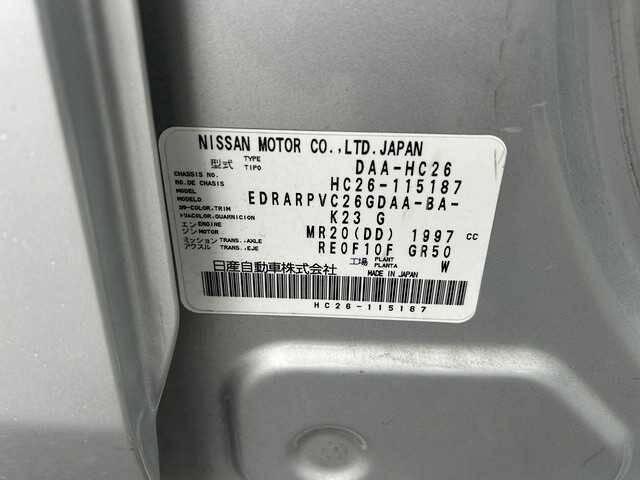 NISSAN MOTOR CO.,LTD.JAPAN
型式 TYPE TIPO DAA-HC26
CHASSIS NO. NO.DE CHASIS HC26-115187
MODEL MODELO EDRARPVC26GDAA-BA-
COLOR,TRIM COLOR,GUARNICION K23 G
エンジン ENGINE MOTOR MR20(DD) 1997 cc
ミッション アクスル TRANS.,AXLE TRANS.,EJE RE0F10F GR50
工場 PLANT PLANTA W
日産自動車株式会社 MADE IN JAPAN
HC26-115187